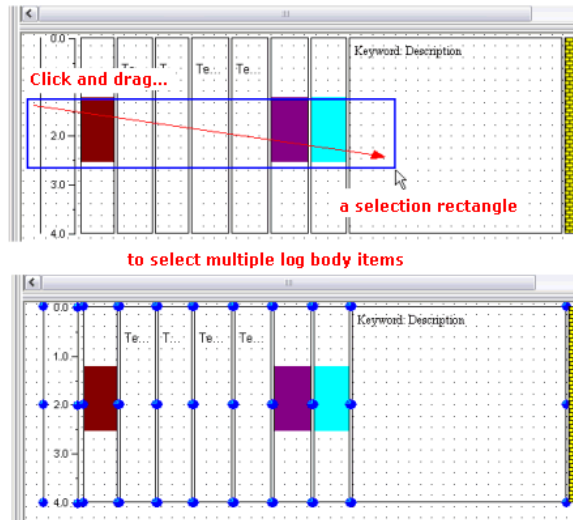 0.0
Keyword: Description
Te... T... Te... Te...
Click and drag...
2.0
3.0
a selection rectangle
4.0
to select multiple log body items
0.0
Keyword: Description
Te... T... Te... Te...
1.0
2.0
3.0
4.0